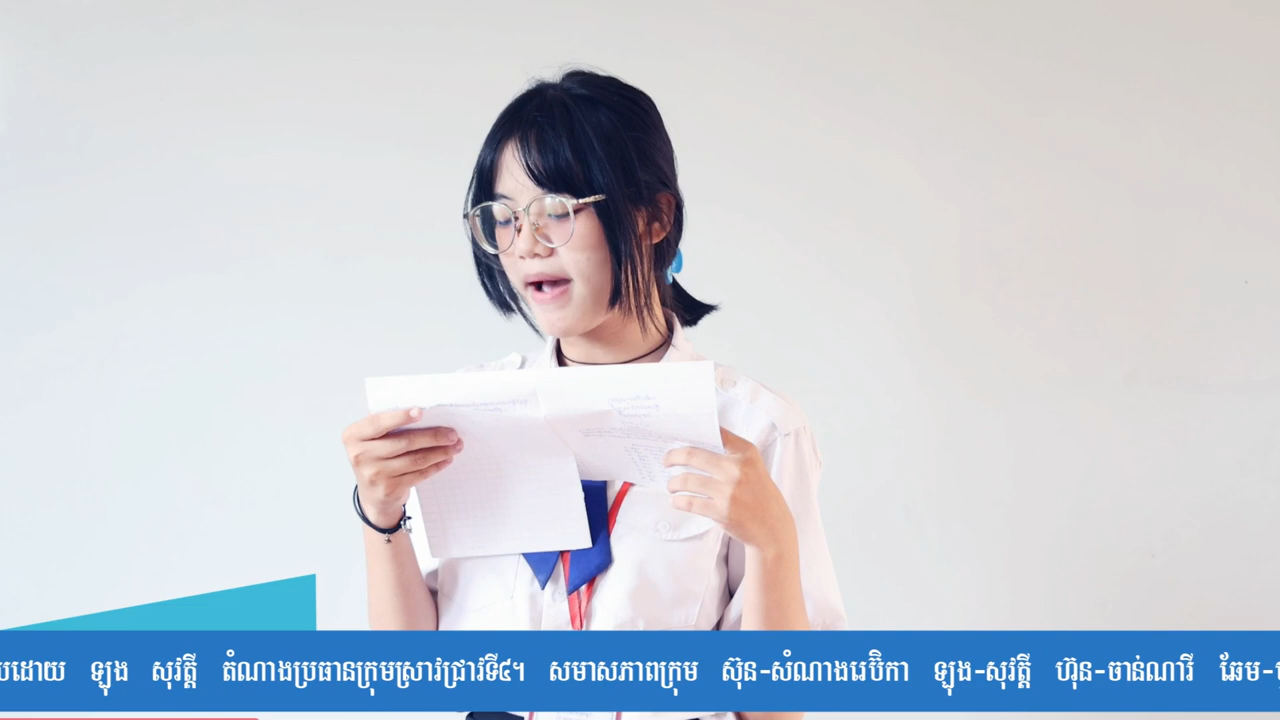 ដោយ ឡុង សុវត្ថី តំណាងប្រធានក្រុមស្រាវជ្រាវទី៤។ សមាសភាពក្រុម ស៊ុន-សំណាងរេប៊ិកា ឡុង-សុវត្ថី ហ៊ុន-ចាន់ណារី ឆែម-